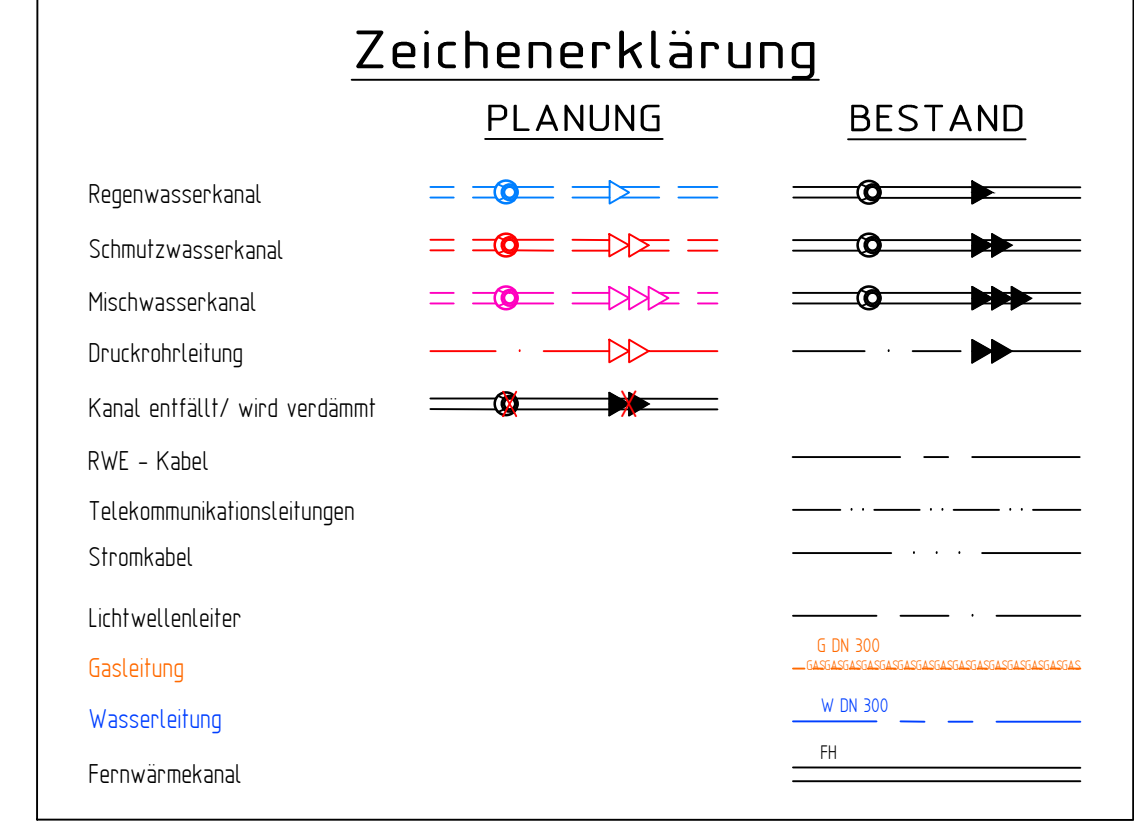 Zeichenerklärung
PLANUNG BESTAND
Regenwasserkanal
Schmutzwasserkanal
Mischwasserkanal
Druckrohrleitung
Kanal entfällt/ wird verdämmt
RWE - Kabel
Telekommunikationsleitungen
Stromkabel
Lichtwellenleiter
G DN 300
Gasleitung GASGASGASGASGASGASGASGASGASGASGASGASGASGASGAS
W DN 300
Wasserleitung
FH
Fernwärmekanal